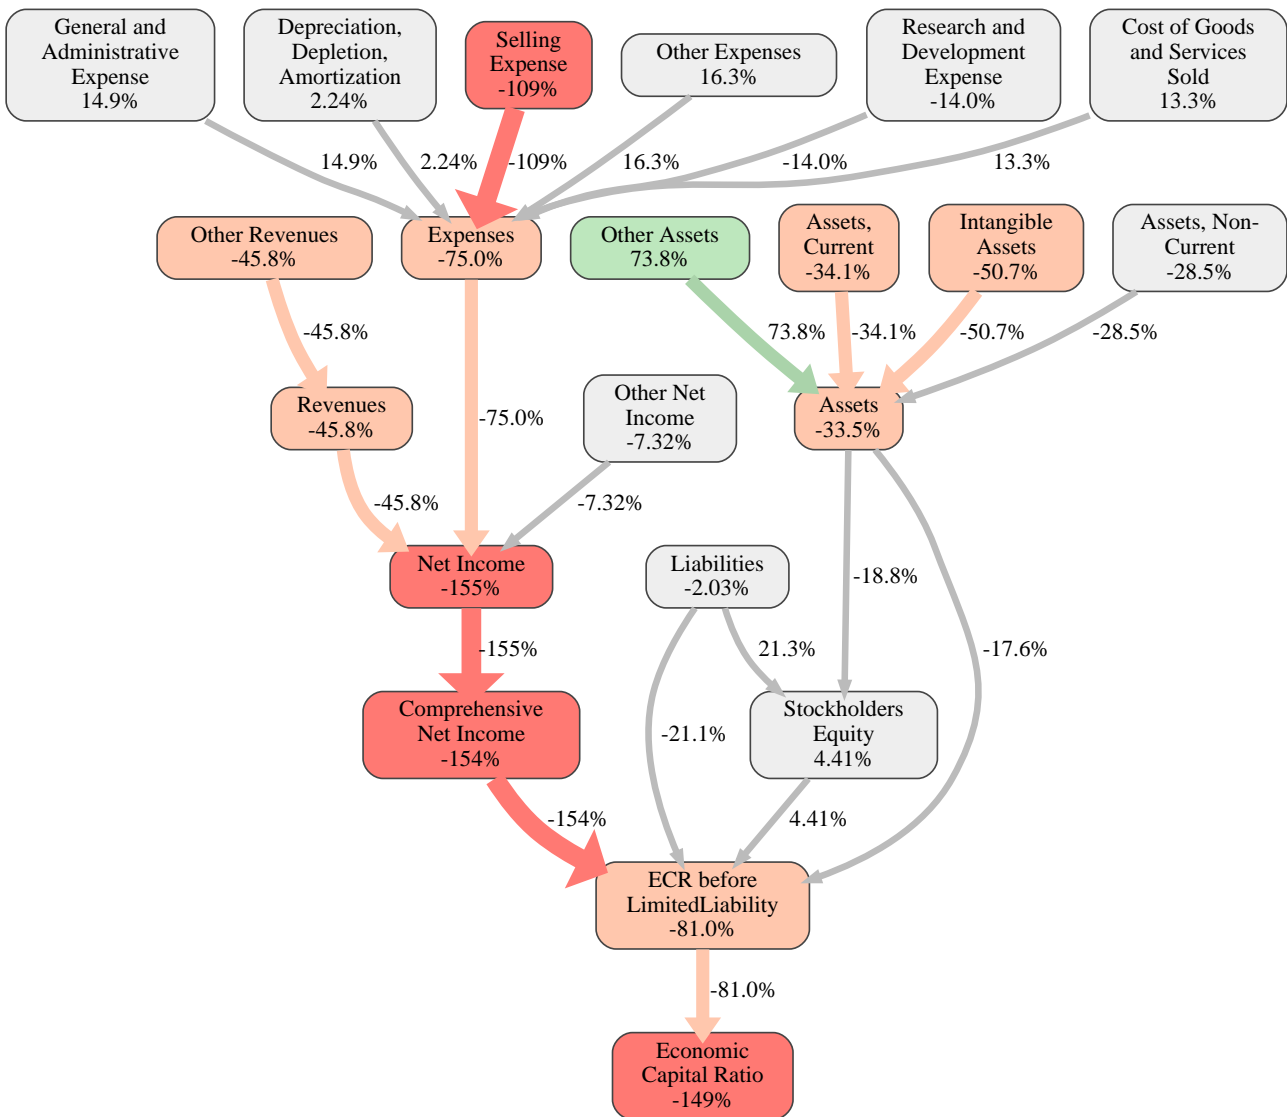 General and
Administrative
Expense
14.9%
Depreciation,
Depletion,
Amortization
2.24%
Selling
Expense
-109%
Other Expenses
16.3%
Research and
Development
Expense
-14.0%
Cost of Goods
and Services
Sold
13.3%
14.9%
2.24%
-109%
16.3%
-14.0%
13.3%
Other Revenues
-45.8%
Expenses
-75.0%
Other Assets
73.8%
Assets,
Current
-34.1%
Intangible
Assets
-50.7%
Assets, Non-
Current
-28.5%
-45.8%
73.8%
-34.1%
-50.7%
-28.5%
Revenues
-45.8%
-75.0%
Other Net
Income
-7.32%
Assets
-33.5%
-45.8%
-7.32%
Net Income
-155%
Liabilities
-2.03%
-18.8%
-155%
21.3%
-17.6%
Comprehensive
Net Income
-154%
-21.1%
Stockholders
Equity
4.41%
-154%
4.41%
ECR before
LimitedLiability
-81.0%
-81.0%
Economic
Capital Ratio
-149%